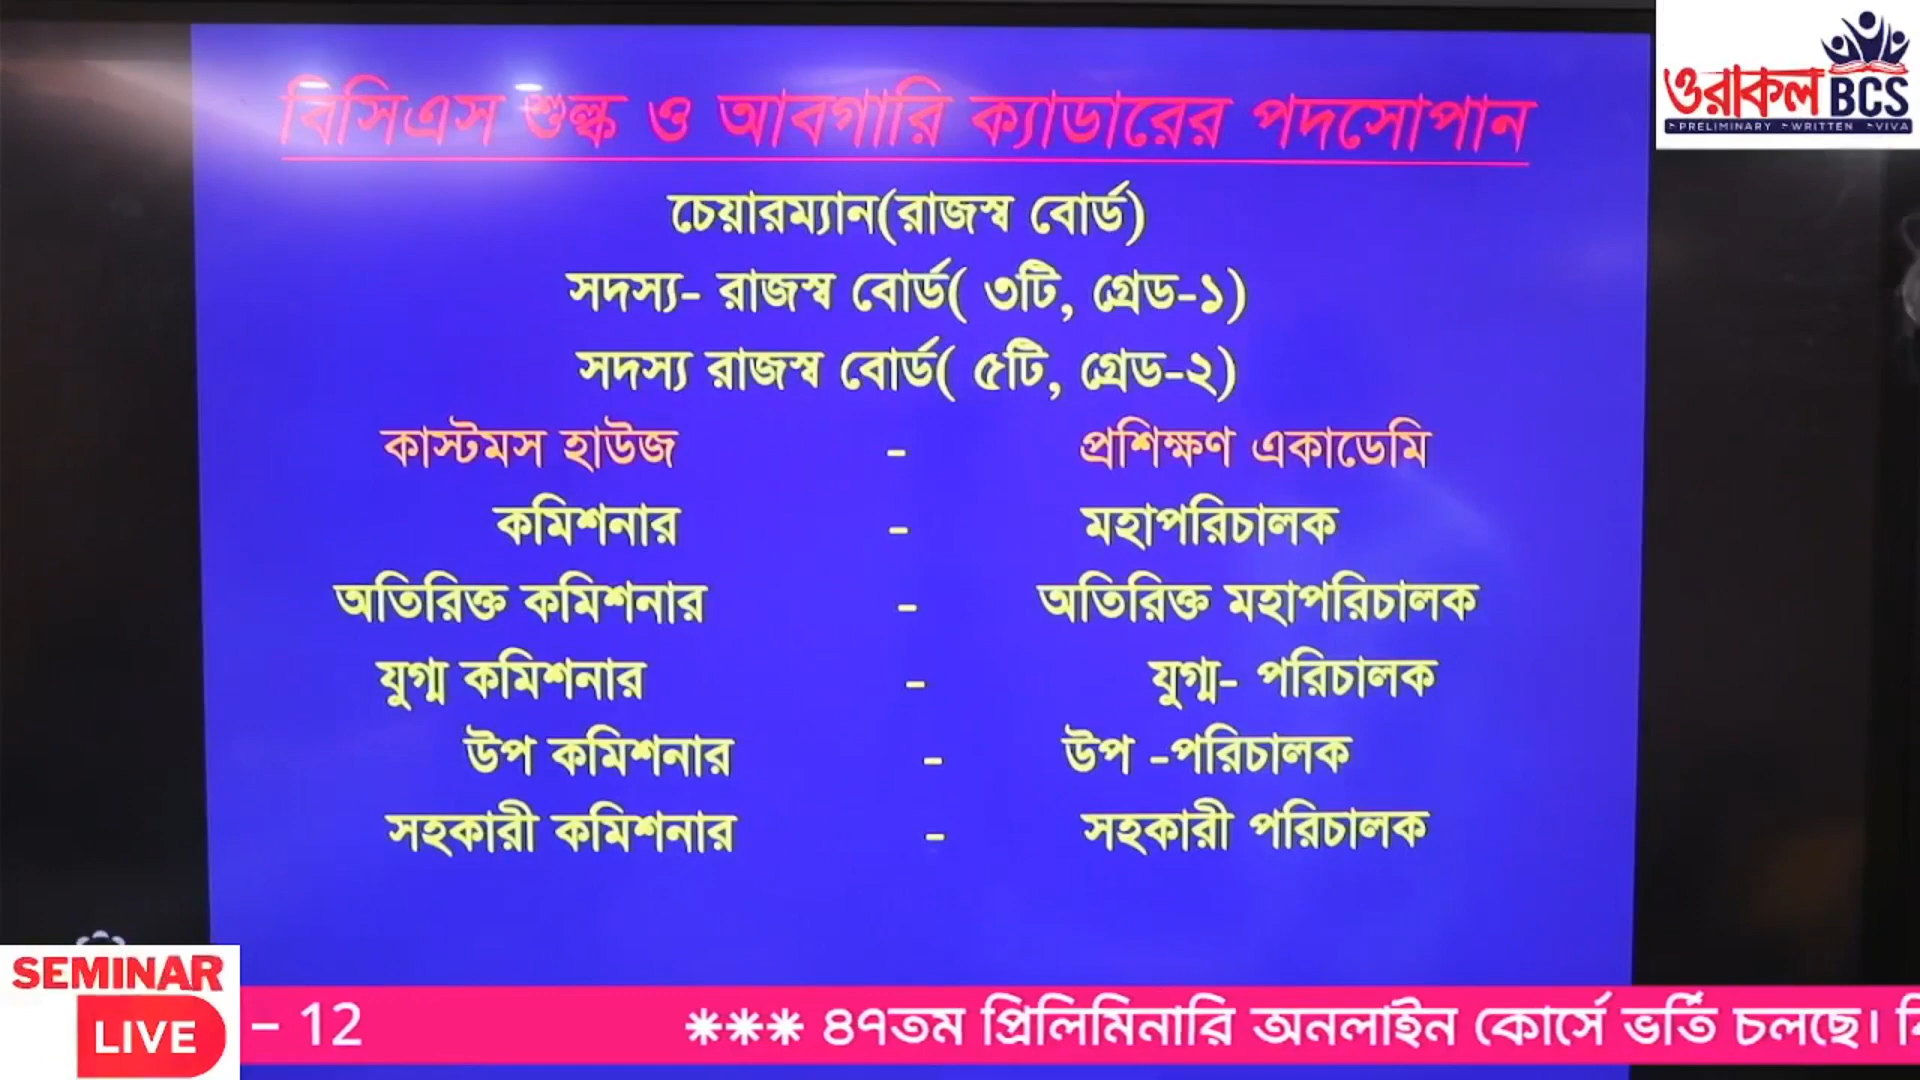 ওরাকল BCS
PRELIMINARY WRITTEN VIVA
বিসিএস শুল্ক ও আবগারি ক্যাডারের পদসোপান
চেয়ারম্যান(রাজস্ব বোর্ড)
সদস্য- রাজস্ব বোর্ড( ৩টি, গ্রেড-১)
সদস্য রাজস্ব বোর্ড( ৫টি, গ্রেড-২)
কাস্টমস হাউজ - প্রশিক্ষণ একাডেমি
কমিশনার - মহাপরিচালক
অতিরিক্ত কমিশনার - অতিরিক্ত মহাপরিচালক
যুগ্ম কমিশনার - যুগ্ম- পরিচালক
উপ কমিশনার - উপ -পরিচালক
সহকারী কমিশনার - সহকারী পরিচালক
SEMINAR
LIVE
– 12 *** ৪৭তম প্রিলিমিনারি অনলাইন কোর্সে ভর্তি চলছে।